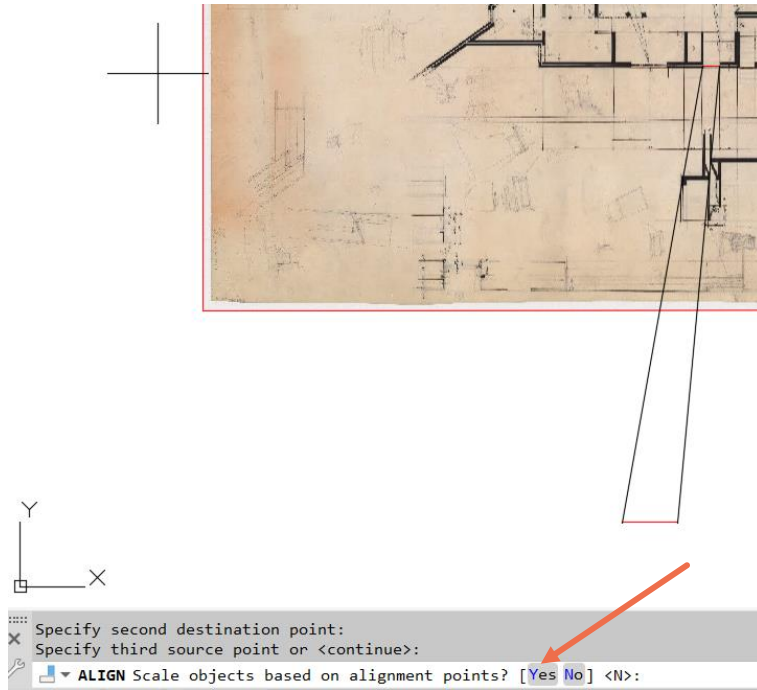 Y
X
Specify second destination point:
Specify third source point or <continue>:
ALIGN Scale objects based on alignment points? [Yes No] <N>: